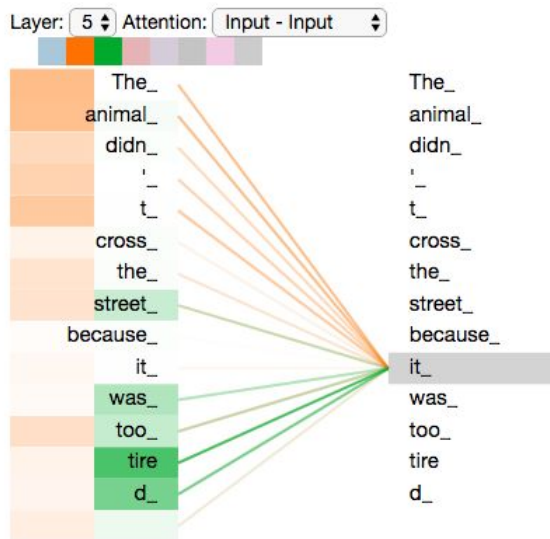 Layer: 5 Attention: Input - Input
The_ The_
animal_ animal_
didn_ didn_
'_ '_
t_ t_
cross_ cross_
the_ the_
street_ street_
because_ because_
it_ it_
was_ was_
too_ too_
tire tire
d_ d_